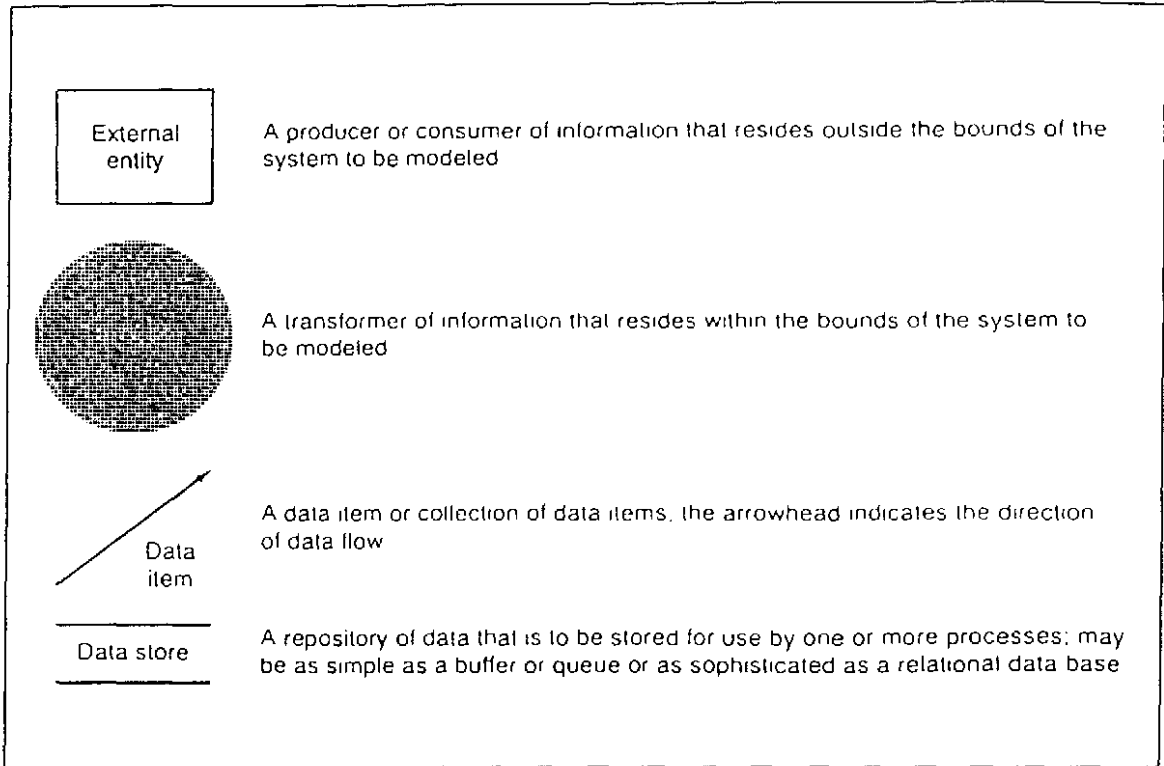 External
entity
A producer or consumer of information that resides outside the bounds of the
system to be modeled
A transformer of information that resides within the bounds of the system to
be modeled
Data
item
A data item or collection of data items, the arrowhead indicates the direction
of data flow
Data store
A repository of data that is to be stored for use by one or more processes; may
be as simple as a buffer or queue or as sophisticated as a relational data base